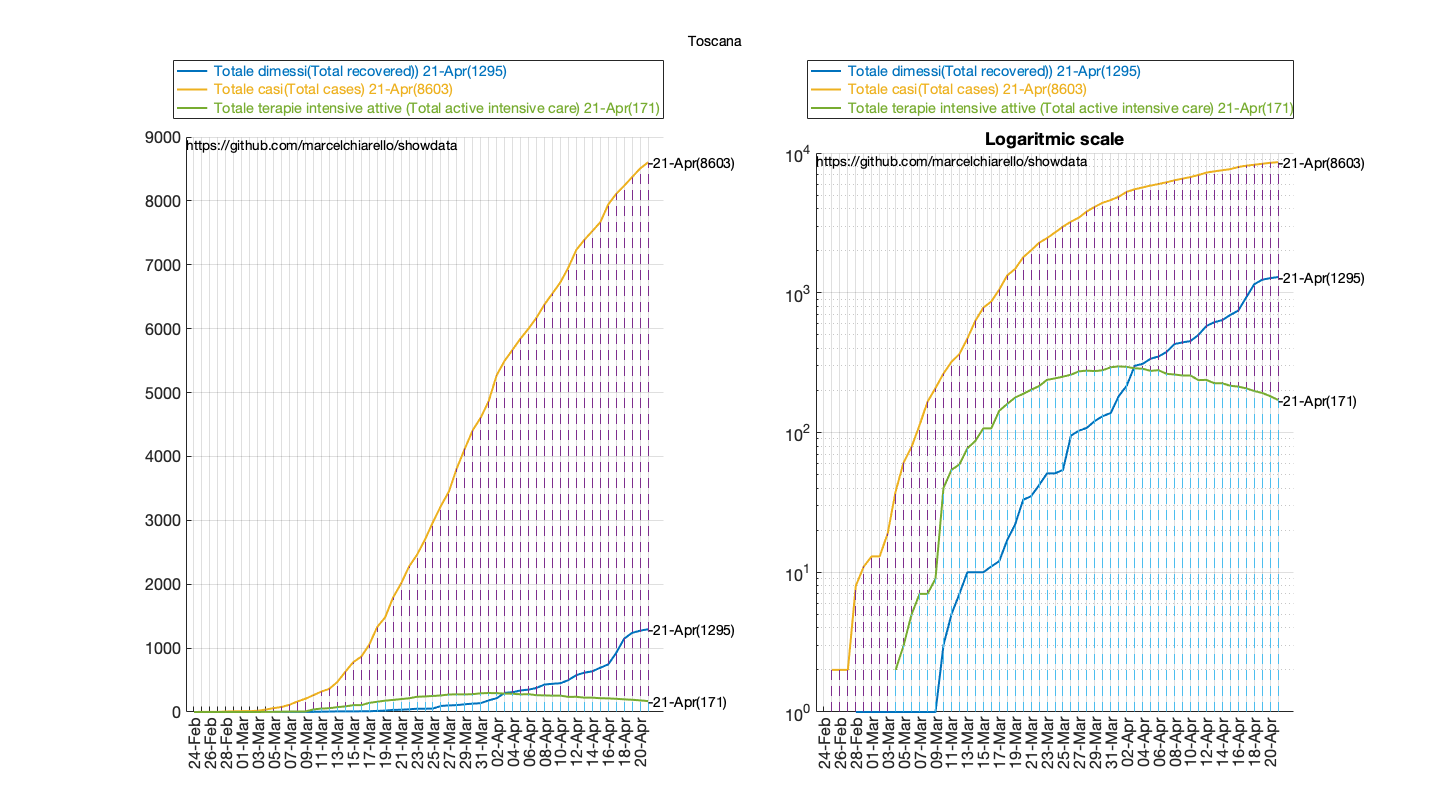 Toscana
Totale dimessi(Total recovered)) 21-Apr(1295)
Totale casi(Total cases) 21-Apr(8603)
Totale terapie intensive attive (Total active intensive care) 21-Apr(171)
https://github.com/marcelchiarello/showdata
9000
8000
7000
6000
5000
4000
3000
2000
1000
0
21-Apr(8603)
21-Apr(1295)
21-Apr(171)
24-Feb
26-Feb
28-Feb
01-Mar
03-Mar
05-Mar
07-Mar
09-Mar
11-Mar
13-Mar
15-Mar
17-Mar
19-Mar
21-Mar
23-Mar
25-Mar
27-Mar
29-Mar
31-Mar
02-Apr
04-Apr
06-Apr
08-Apr
10-Apr
12-Apr
14-Apr
16-Apr
18-Apr
20-Apr
Totale dimessi(Total recovered)) 21-Apr(1295)
Totale casi(Total cases) 21-Apr(8603)
Totale terapie intensive attive (Total active intensive care) 21-Apr(171)
Logaritmic scale
https://github.com/marcelchiarello/showdata
10^4
10^3
10^2
10^1
10^0
21-Apr(8603)
21-Apr(1295)
21-Apr(171)
24-Feb
26-Feb
28-Feb
01-Mar
03-Mar
05-Mar
07-Mar
09-Mar
11-Mar
13-Mar
15-Mar
17-Mar
19-Mar
21-Mar
23-Mar
25-Mar
27-Mar
29-Mar
31-Mar
02-Apr
04-Apr
06-Apr
08-Apr
10-Apr
12-Apr
14-Apr
16-Apr
18-Apr
20-Apr